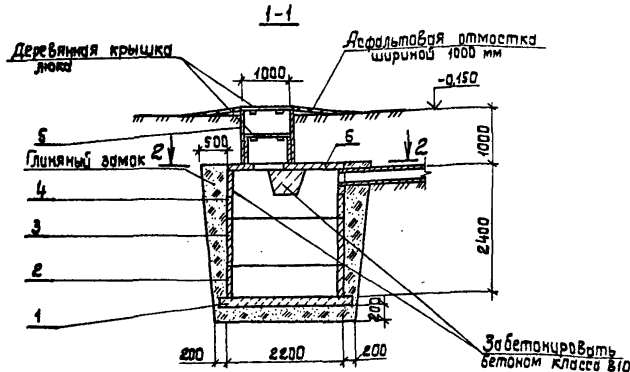 1-1
Деревянная крышка
люка
Асфальтовая отмостка
шириной 1000 мм
1000
-0,150
5
500
2
6
2
Глиняный замок
1000
4
3
2400
2
1
200
200
2200
200
Забетонировать
бетоном класса В10